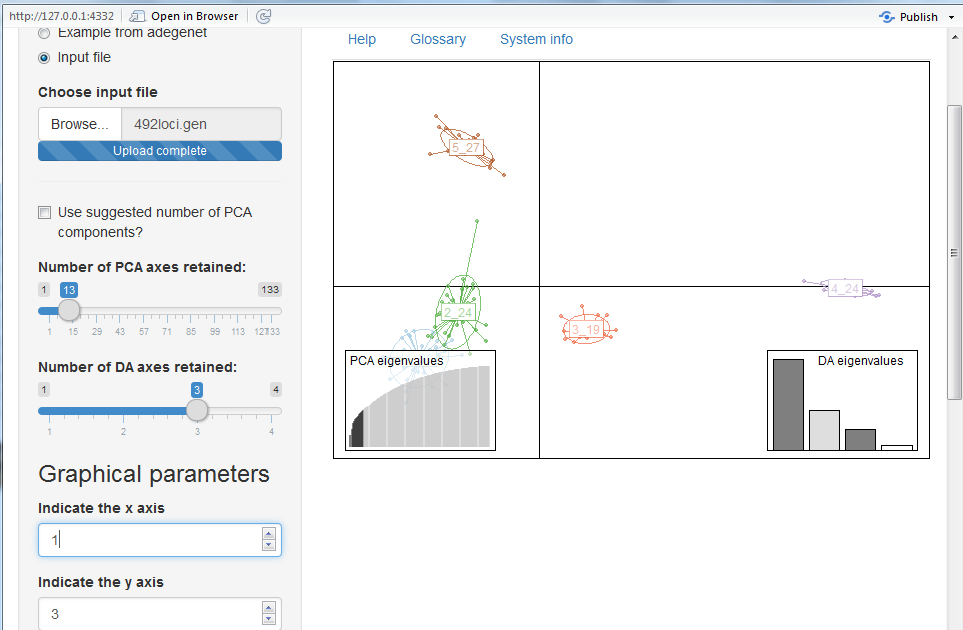 http://127.0.0.1:4332 Open in Browser Publish
Example from adegenet
Input file
Choose input file
Browse... 492loci.gen
Upload complete
Use suggested number of PCA
components?
Number of PCA axes retained:
1 13 133
1 15 29 43 57 71 85 99 113 127 133
Number of DA axes retained:
1 3 4
1 2 3 4
Graphical parameters
Indicate the x axis
1
Indicate the y axis
3
Help Glossary System info
5_27
4_24
2_24
3_19
PCA eigenvalues
DA eigenvalues